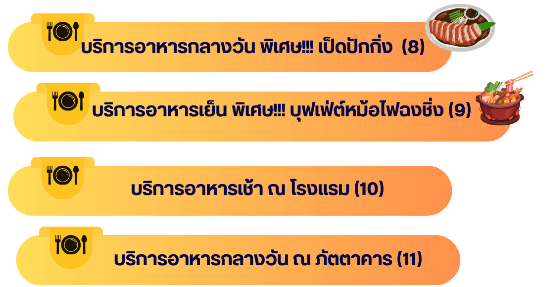 บริการอาหารกลางวัน พิเศษ!!! เป็ดปักกิ่ง (8)
บริการอาหารเย็น พิเศษ!!! บุฟเฟ่ต์หม้อไฟฉงชิ่ง (9)
บริการอาหารเช้า ณ โรงแรม (10)
บริการอาหารกลางวัน ณ ภัตตาคาร (11)